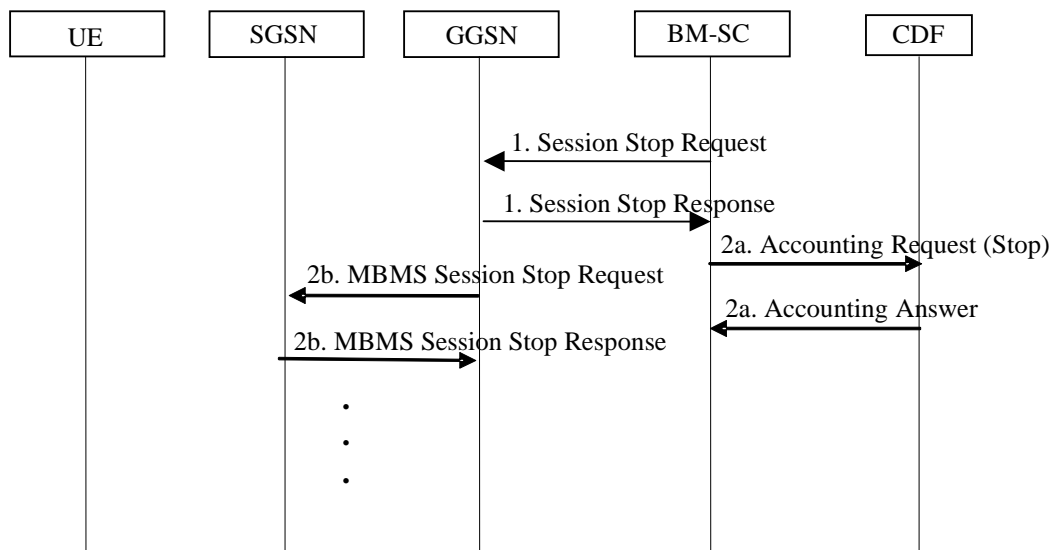 UE
SGSN
GGSN
BM-SC
CDF
1. Session Stop Request
1. Session Stop Response
2a. Accounting Request (Stop)
2b. MBMS Session Stop Request
2a. Accounting Answer
2b. MBMS Session Stop Response